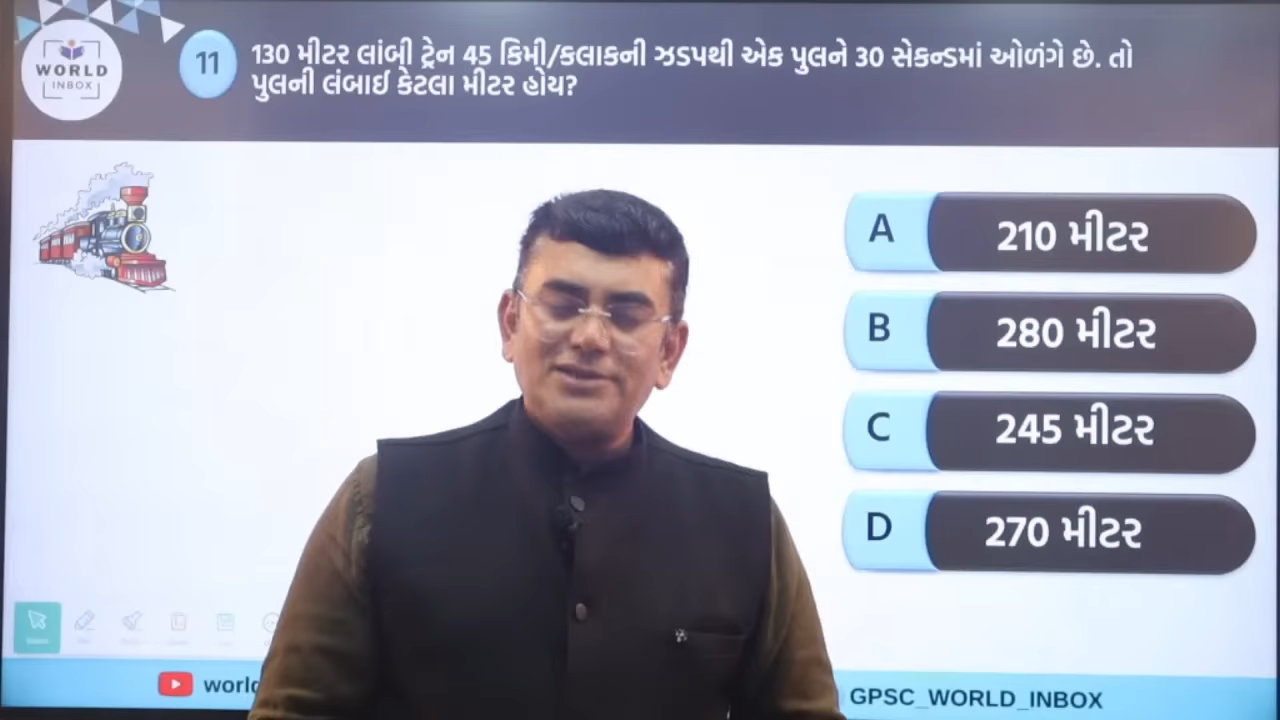 WORLD
INBOX
11
130 મીટર લાંબી ટ્રેન 45 કિમી/કલાકની ઝડપથી એક પુલને 30 સેકન્ડમાં ઓળંગે છે. તો
પુલની લંબાઈ કેટલા મીટર હોય?
A 210 મીટર
B 280 મીટર
C 245 મીટર
D 270 મીટર
GPSC_WORLD_INBOX